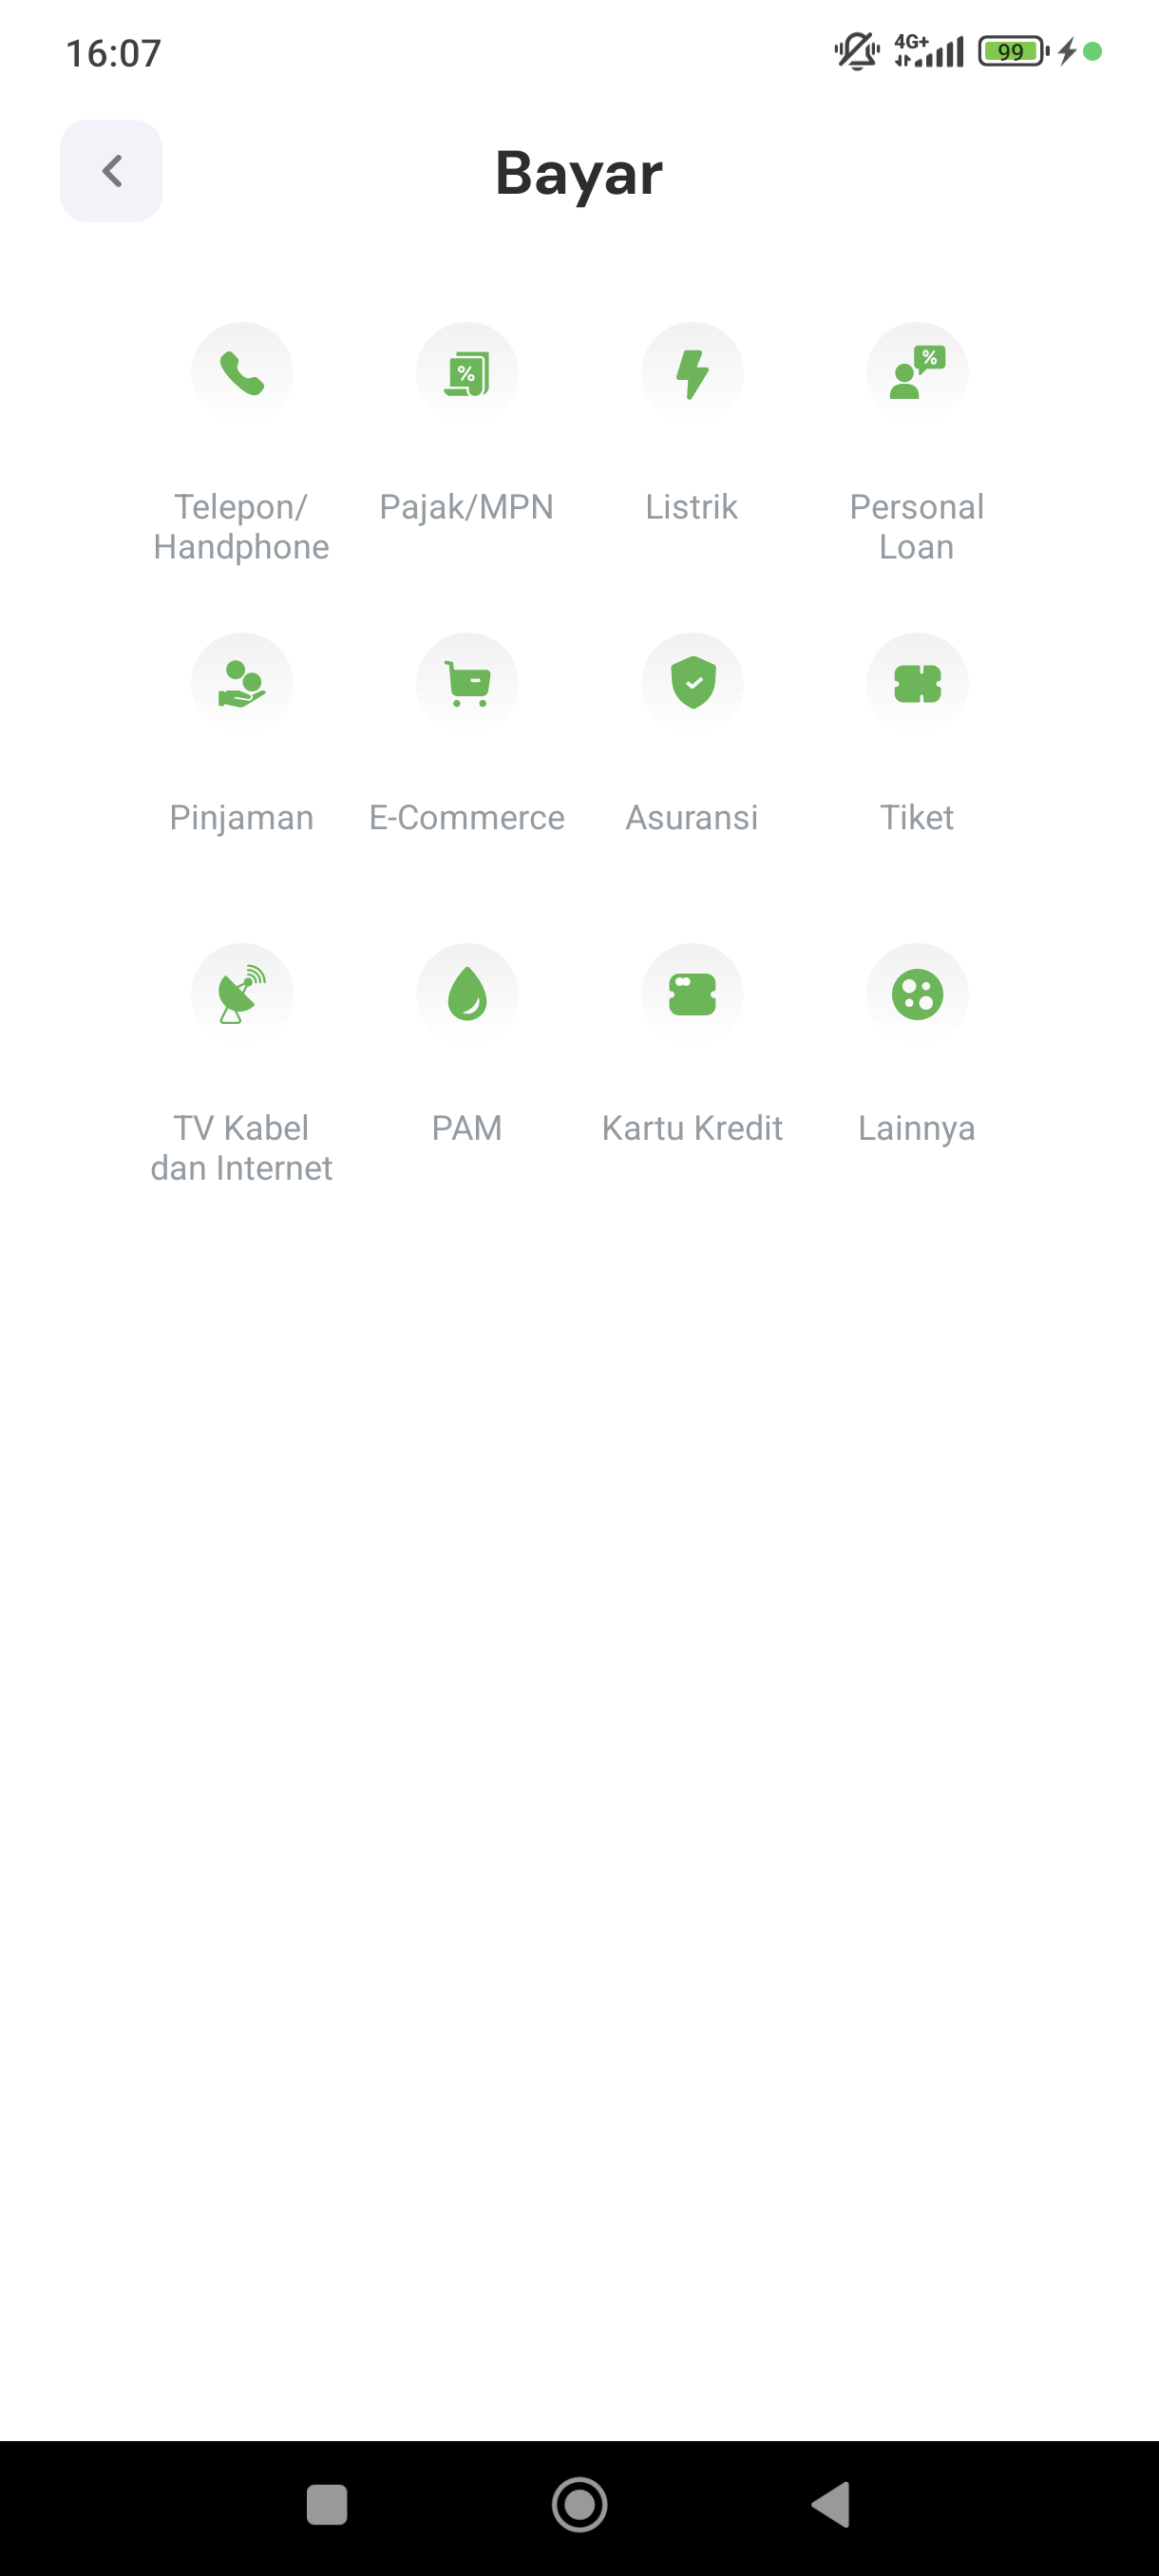 16:07
4G+
99
Bayar
%
%
Telepon/
Handphone
Pajak/MPN
Listrik
Personal
Loan
Pinjaman
E-Commerce
Asuransi
Tiket
TV Kabel
dan Internet
PAM
Kartu Kredit
Lainnya